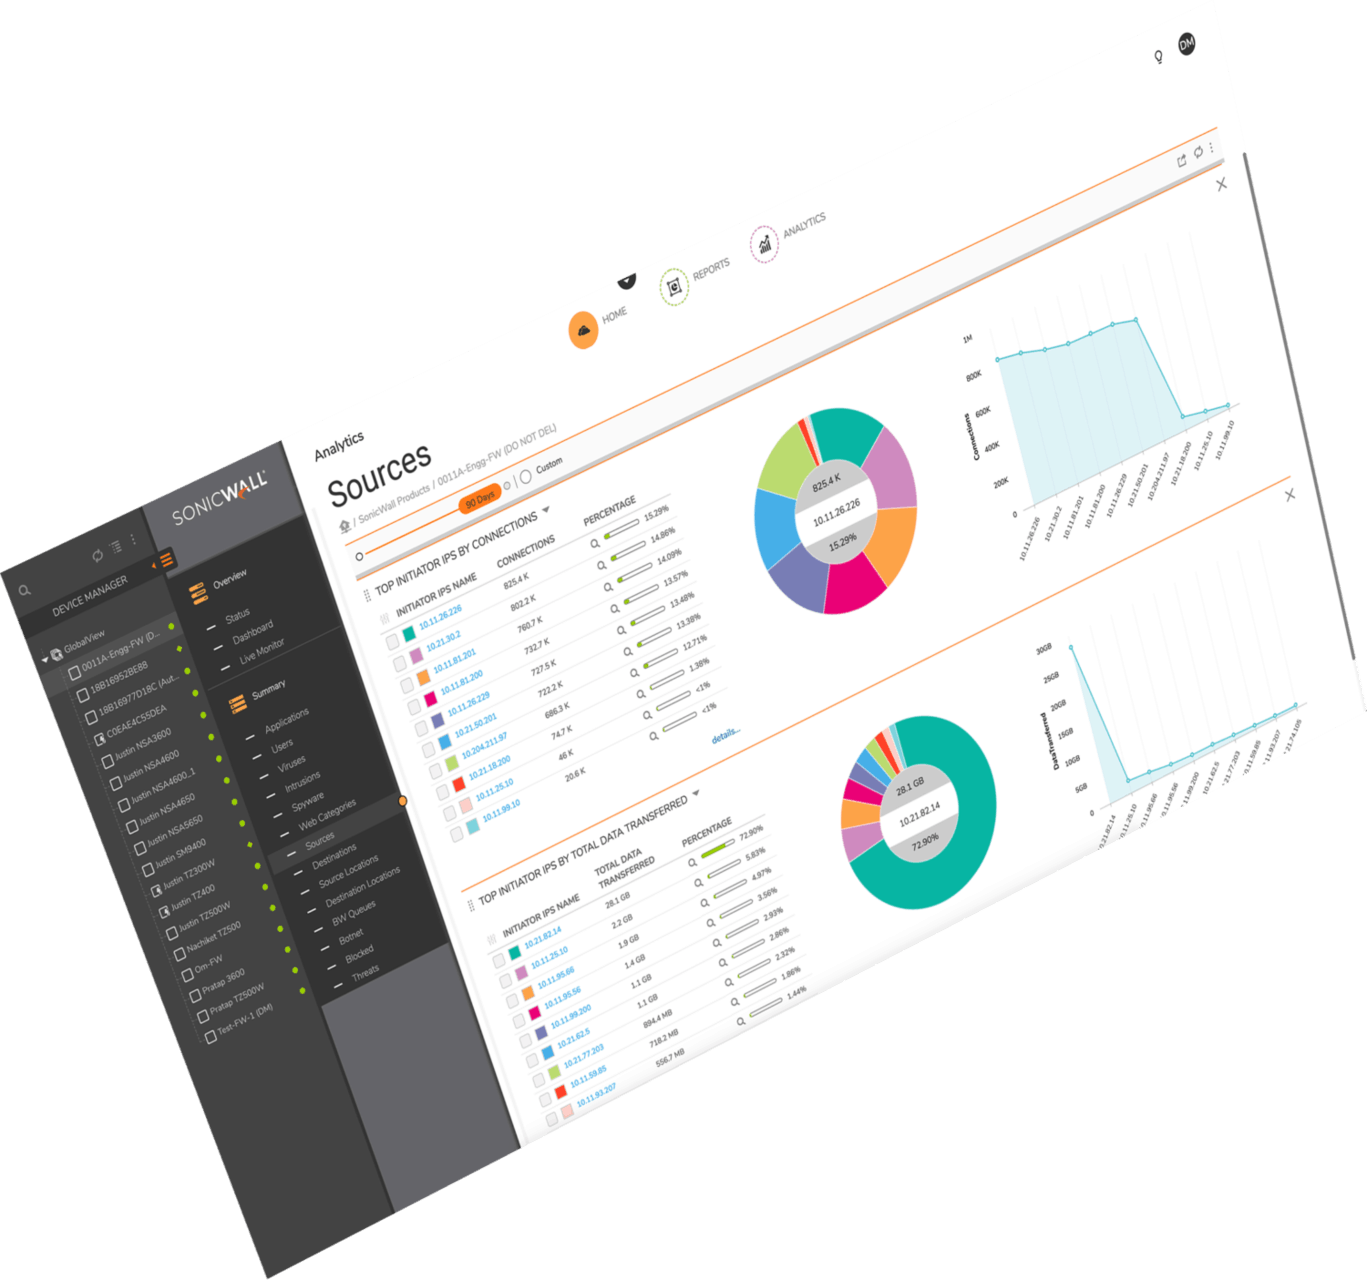 DM
HOME
REPORTS
ANALYTICS
SONICWALL
DEVICE MANAGER
GlobalView
0011A-Engg-FW (D...
18B16952BE88
18B16977D18C (Aut...
C0EAE4C55DEA
Justin NSA3600
Justin NSA4600
Justin NSA4600_1
Justin NSA4650
Justin NSA5650
Justin SM9400
Justin TZ300W
Justin TZ400
Justin TZ500W
Nachiket TZ500
Om-FW
Pratap 3600
Pratap TZ500W
Test-FW-1 (DM)
Overview
Status
Dashboard
Live Monitor
Summary
Applications
Users
Viruses
Intrusions
Spyware
Web Categories
Sources
Destinations
Source Locations
Destination Locations
BW Queues
Botnet
Blocked
Threats
Analytics
Sources
/ SonicWall Products / 0011A-Engg-FW (DO NOT DEL)
90 Days
Custom
TOP INITIATOR IPS BY CONNECTIONS
INITIATOR IPS NAME CONNECTIONS PERCENTAGE
10.11.26.226 825.4 K 15.29%
10.21.30.2 802.2 K 14.86%
10.11.81.201 760.7 K 14.09%
10.11.81.200 732.7 K 13.57%
10.11.26.229 727.5 K 13.48%
10.21.50.201 722.2 K 13.38%
10.204.211.97 686.3 K 12.71%
10.21.18.200 74.7 K 1.38%
10.11.25.10 46 K <1%
10.11.99.10 20.6 K <1%
details...
825.4 K
10.11.26.226
15.29%
Connections
1M
800K
600K
400K
200K
0
10.11.26.226
10.21.30.2
10.11.81.201
10.11.81.200
10.11.26.229
10.21.50.201
10.204.211.97
10.21.18.200
10.11.25.10
10.11.99.10
TOP INITIATOR IPS BY TOTAL DATA TRANSFERRED
INITIATOR IPS NAME TOTAL DATA TRANSFERRED PERCENTAGE
10.21.82.14 28.1 GB 72.90%
10.11.25.10 2.2 GB 5.83%
10.11.95.66 1.9 GB 4.97%
10.11.95.56 1.4 GB 3.56%
10.11.99.200 1.1 GB 2.93%
10.21.62.5 1.1 GB 2.86%
10.21.77.203 894.4 MB 2.32%
10.11.59.85 718.2 MB 1.86%
10.11.93.207 556.7 MB 1.44%
28.1 GB
10.21.82.14
72.90%
DataTransferred
30GB
25GB
20GB
15GB
10GB
5GB
0
0.21.82.14
11.25.10
0.11.95.66
0.11.95.56
11.99.200
10.21.62.5
21.77.203
0.11.59.85
11.93.207
21.74.105